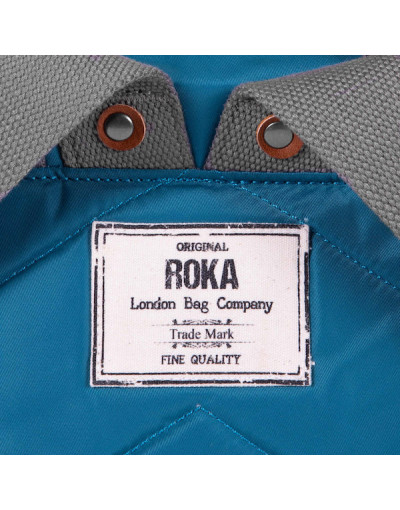 ORIGINAL
ROKA
London Bag Company
Trade Mark
FINE QUALITY